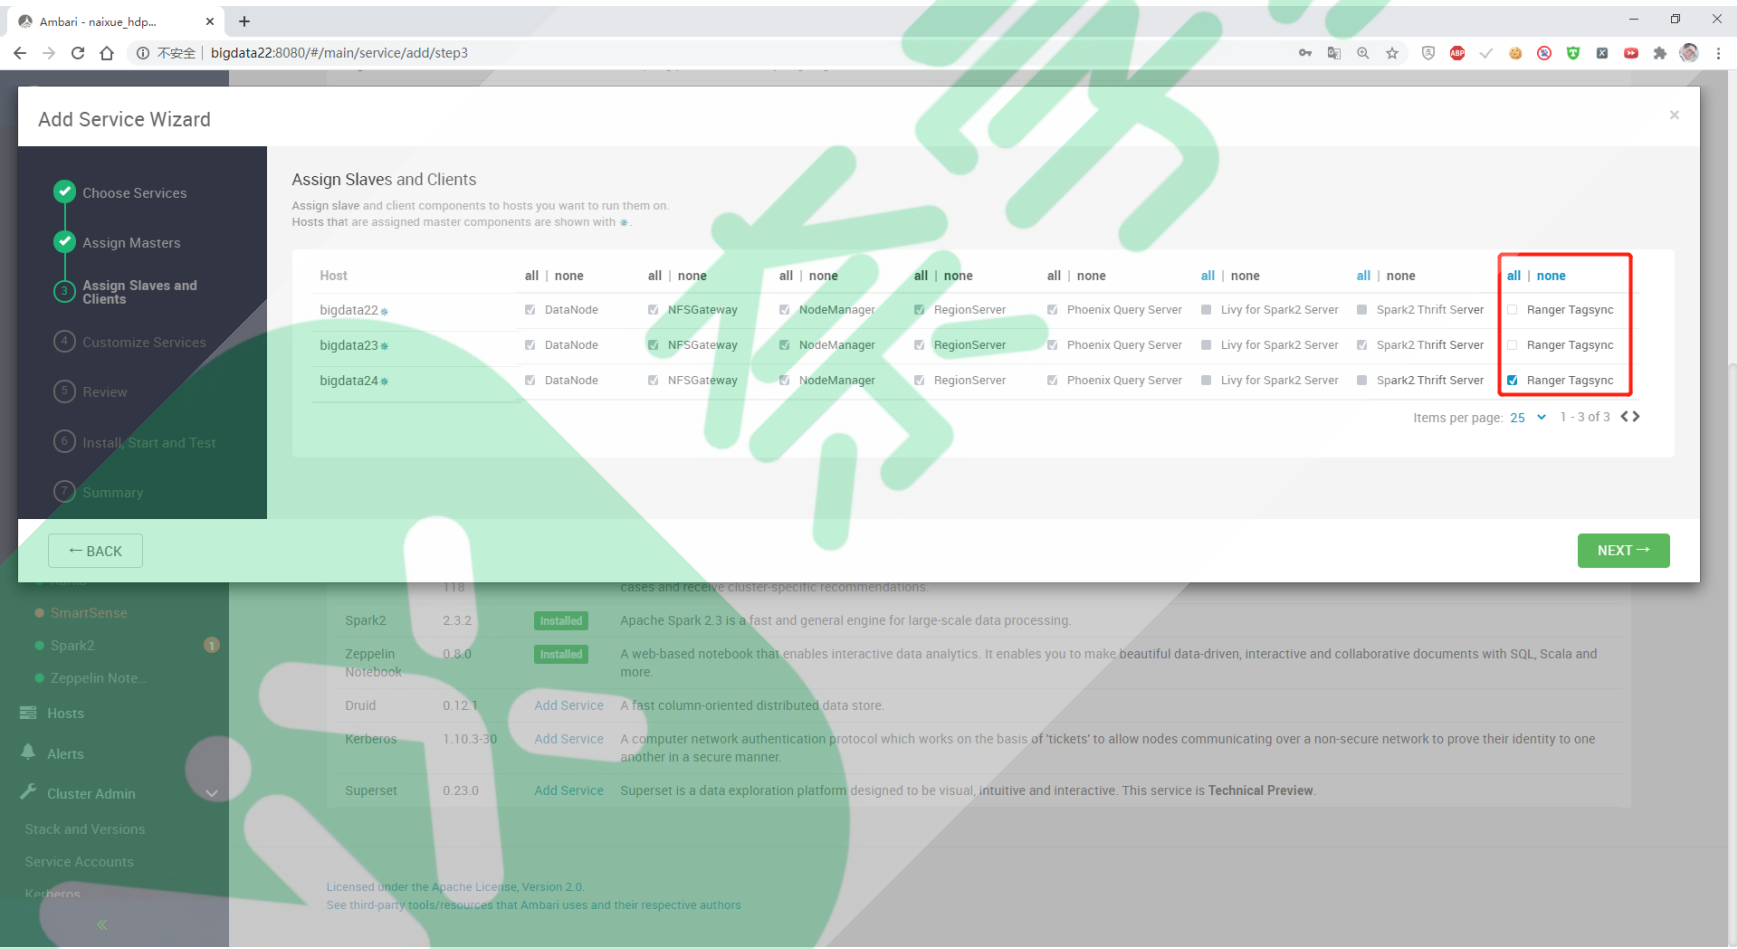 Ambari - naixue_hdp...
不安全 | bigdata22:8080/#/main/service/add/step3
Add Service Wizard
Choose Services
Assign Masters
3 Assign Slaves and
Clients
4 Customize Services
5 Review
6 Install, Start and Test
7 Summary
Assign Slaves and Clients
Assign slave and client components to hosts you want to run them on.
Hosts that are assigned master components are shown with ✵.
Host all | none all | none all | none all | none all | none all | none all | none all | none
bigdata22✵ DataNode NFSGateway NodeManager RegionServer Phoenix Query Server Livy for Spark2 Server Spark2 Thrift Server Ranger Tagsync
bigdata23✵ DataNode NFSGateway NodeManager RegionServer Phoenix Query Server Livy for Spark2 Server Spark2 Thrift Server Ranger Tagsync
bigdata24✵ DataNode NFSGateway NodeManager RegionServer Phoenix Query Server Livy for Spark2 Server Spark2 Thrift Server Ranger Tagsync
Items per page: 25 1 - 3 of 3
← BACK
NEXT →
118 cases and receive cluster-specific recommendations.
SmartSense
Spark2 1
Zeppelin Note...
Hosts
Alerts
Cluster Admin
Stack and Versions
Service Accounts
Kerberos
Spark2 2.3.2 Installed Apache Spark 2.3 is a fast and general engine for large-scale data processing.
Zeppelin 0.8.0 Installed A web-based notebook that enables interactive data analytics. It enables you to make beautiful data-driven, interactive and collaborative documents with SQL, Scala and
Notebook more.
Druid 0.12.1 Add Service A fast column-oriented distributed data store.
Kerberos 1.10.3-30 Add Service A computer network authentication protocol which works on the basis of 'tickets' to allow nodes communicating over a non-secure network to prove their identity to one
another in a secure manner.
Superset 0.23.0 Add Service Superset is a data exploration platform designed to be visual, intuitive and interactive. This service is Technical Preview.
Licensed under the Apache License, Version 2.0.
See third-party tools/resources that Ambari uses and their respective authors